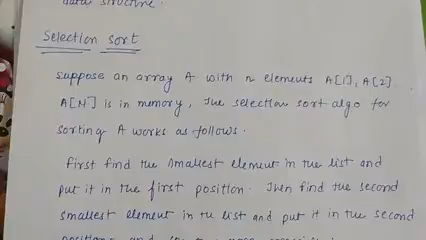 data structure.
Selection sort
Suppose an array A with n elements A[1], A[2]
A[N] is in memory, The selection sort algo for
sorting A works as follows.
First find the smallest element in the list and
put it in the first position. Then find the second
smallest element in the list and put it in the second